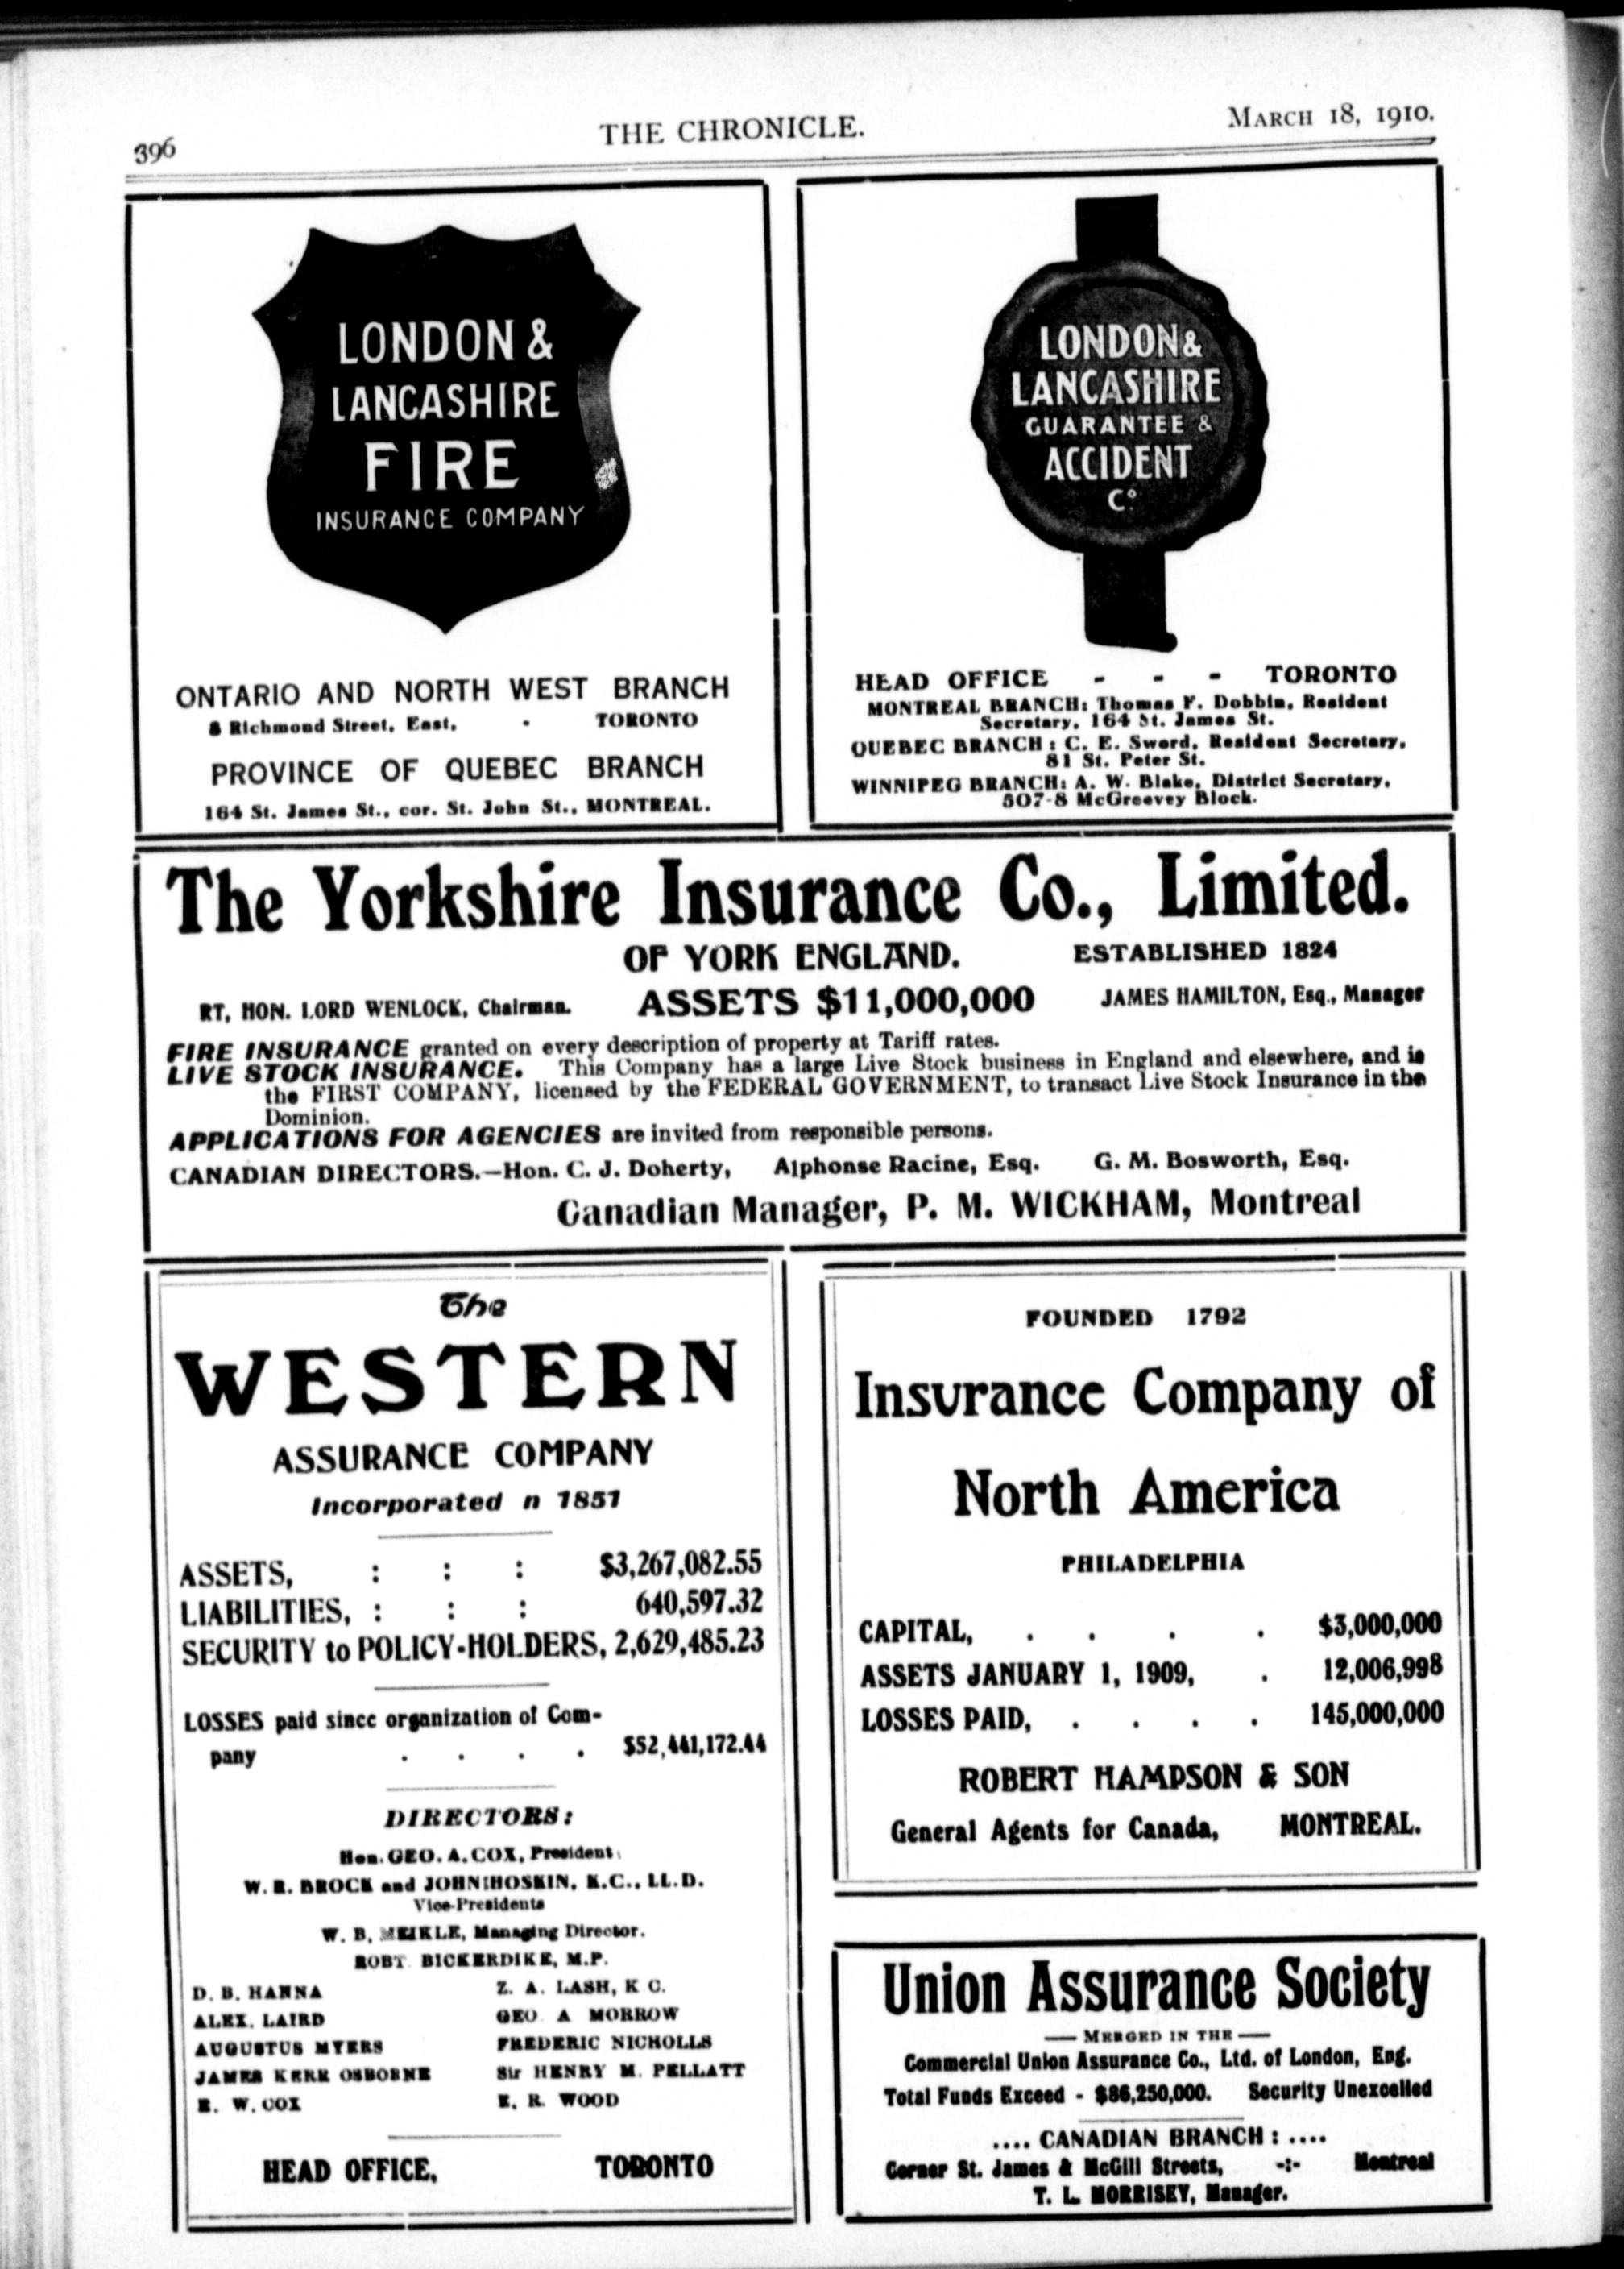 396
THE CHRONICLE.
MARCH 18, 1910.
LONDON &
LANCASHIRE
FIRE
INSURANCE COMPANY
ONTARIO AND NORTH WEST BRANCH
8 Richmond Street, East, - TORONTO
PROVINCE OF QUEBEC BRANCH
164 St. James St., cor. St. John St., MONTREAL.
LONDON &
LANCASHIRE
GUARANTEE &
ACCIDENT
Co.
HEAD OFFICE - - - TORONTO
MONTREAL BRANCH: Thomas F. Dobbin, Resident
Secretary, 164 St. James St.
QUEBEC BRANCH : C. E. Sword, Resident Secretary,
81 St. Peter St.
WINNIPEG BRANCH: A. W. Blake, District Secretary,
507-8 McGreevey Block.
The Yorkshire Insurance Co., Limited.
OF YORK ENGLAND. ESTABLISHED 1824
RT. HON. LORD WENLOCK, Chairman. ASSETS $11,000,000 JAMES HAMILTON, Esq., Manager
FIRE INSURANCE granted on every description of property at Tariff rates.
LIVE STOCK INSURANCE. This Company has a large Live Stock business in England and elsewhere, and is
the FIRST COMPANY, licensed by the FEDERAL GOVERNMENT, to transact Live Stock Insurance in the
Dominion.
APPLICATIONS FOR AGENCIES are invited from responsible persons.
CANADIAN DIRECTORS.—Hon. C. J. Doherty, Alphonse Racine, Esq. G. M. Bosworth, Esq.
Canadian Manager, P. M. WICKHAM, Montreal
The
WESTERN
ASSURANCE COMPANY
Incorporated n 1851
ASSETS, : : : $3,267,082.55
LIABILITIES, : : : 640,597.32
SECURITY to POLICY-HOLDERS, 2,629,485.23
LOSSES paid since organization of Com-
pany . . . . $52,441,172.44
DIRECTORS:
Hon. GEO. A. COX, President
W. R. BROCK and JOHN HOSKIN, K.C., LL.D.
Vice-Presidents
W. B. MEIKLE, Managing Director.
ROBT. BICKERDIKE, M.P.
D. B. HANNA Z. A. LASH, K C.
ALEX. LAIRD GEO. A MORROW
AUGUSTUS MYERS FREDERIC NICHOLLS
JAMES KERR OSBORNE Sir HENRY M. PELLATT
E. W. COX E. R. WOOD
HEAD OFFICE, TORONTO
FOUNDED 1792
Insurance Company of
North America
PHILADELPHIA
CAPITAL, . . . . $3,000,000
ASSETS JANUARY 1, 1909, . 12,006,998
LOSSES PAID, . . . . 145,000,000
ROBERT HAMPSON & SON
General Agents for Canada, MONTREAL.
Union Assurance Society
— MERGED IN THE —
Commercial Union Assurance Co., Ltd. of London, Eng.
Total Funds Exceed - $86,250,000. Security Unexcelled
.... CANADIAN BRANCH : ....
Corner St. James & McGill Streets, -:- Montreal
T. L. MORRISEY, Manager.